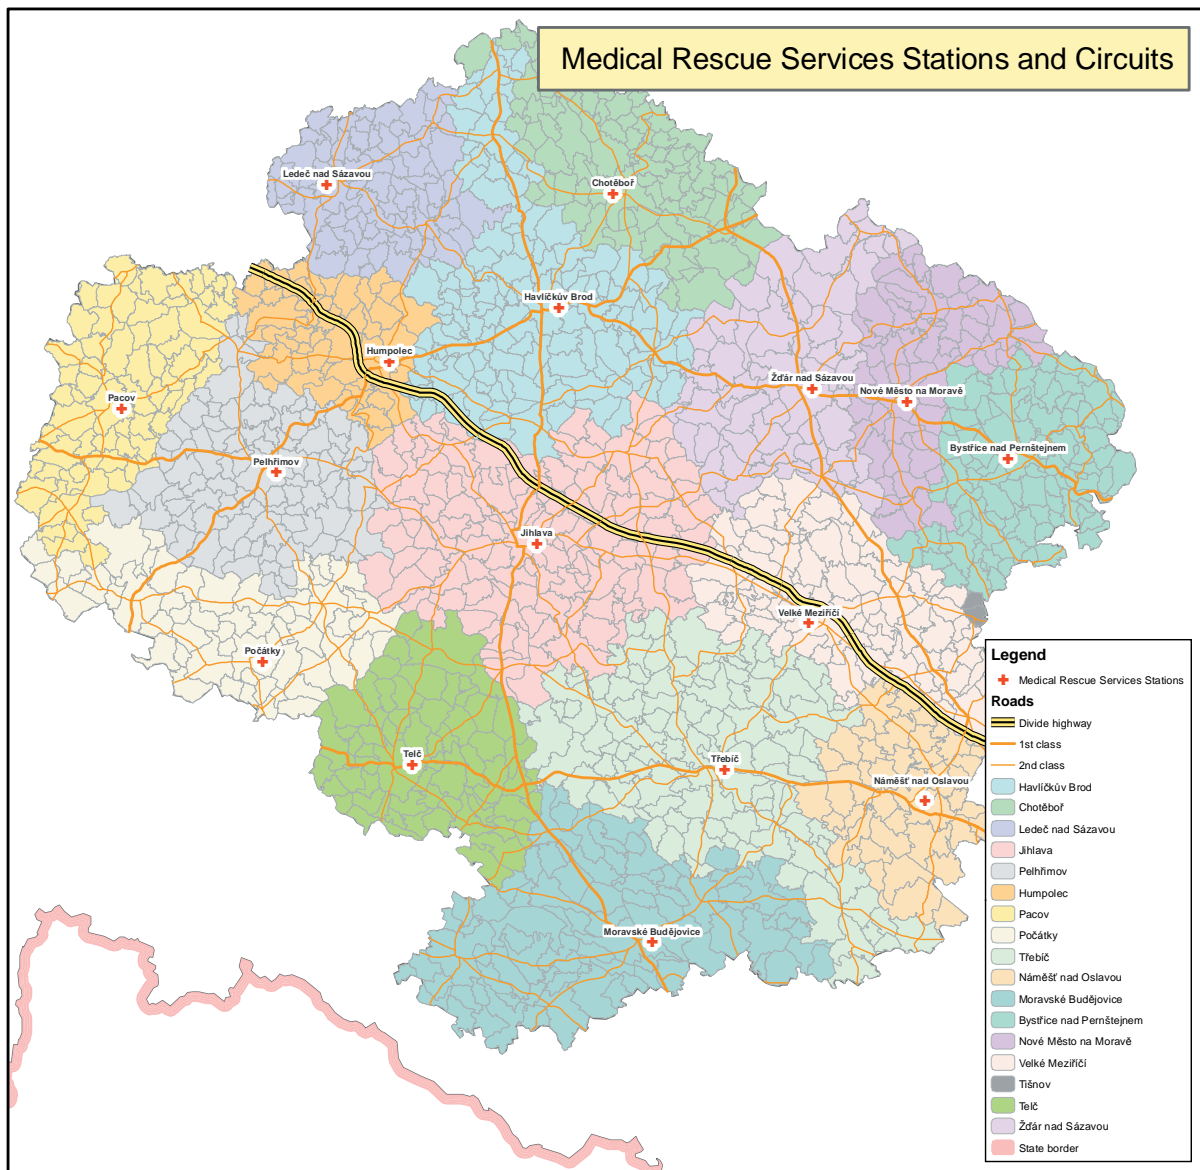 Medical Rescue Services Stations and Circuits
Ledeč nad Sázavou
Chotěboř
Havlíčkův Brod
Humpolec
Žďár nad Sázavou
Nové Město na Moravě
Pacov
Bystřice nad Pernštejnem
Pelhřimov
Jihlava
Velké Meziříčí
Počátky
Telč
Třebíč
Náměšť nad Oslavou
Moravské Budějovice
Legend
Medical Rescue Services Stations
Roads
Divide highway
1st class
2nd class
Havlíčkův Brod
Chotěboř
Ledeč nad Sázavou
Jihlava
Pelhřimov
Humpolec
Pacov
Počátky
Třebíč
Náměšť nad Oslavou
Moravské Budějovice
Bystřice nad Pernštejnem
Nové Město na Moravě
Velké Meziříčí
Tišnov
Telč
Žďár nad Sázavou
State border